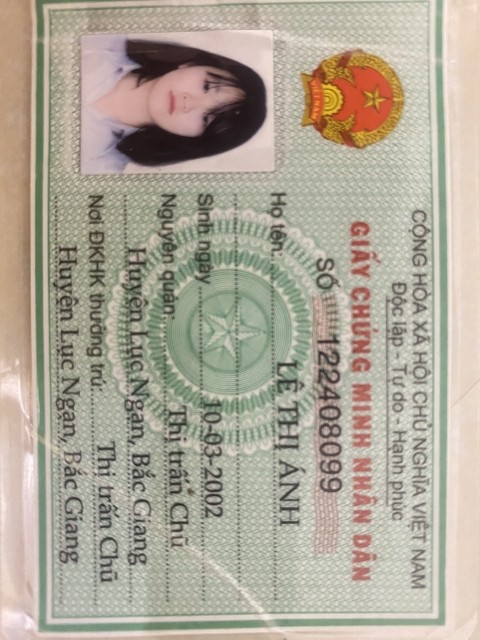 CỘNG HÒA XÃ HỘI CHỦ NGHĨA VIỆT NAM
Độc lập - Tự do - Hạnh phúc
GIẤY CHỨNG MINH NHÂN DÂN
SỐ 122408099
Họ tên: LÊ THỊ ÁNH
Sinh ngày 10-03-2002
Nguyên quán Thị trấn Chũ
Huyện Lục Ngạn, Bắc Giang
Nơi ĐKHK thường trú Thị trấn Chũ
Huyện Lục Ngạn, Bắc Giang
VIỆT NAM